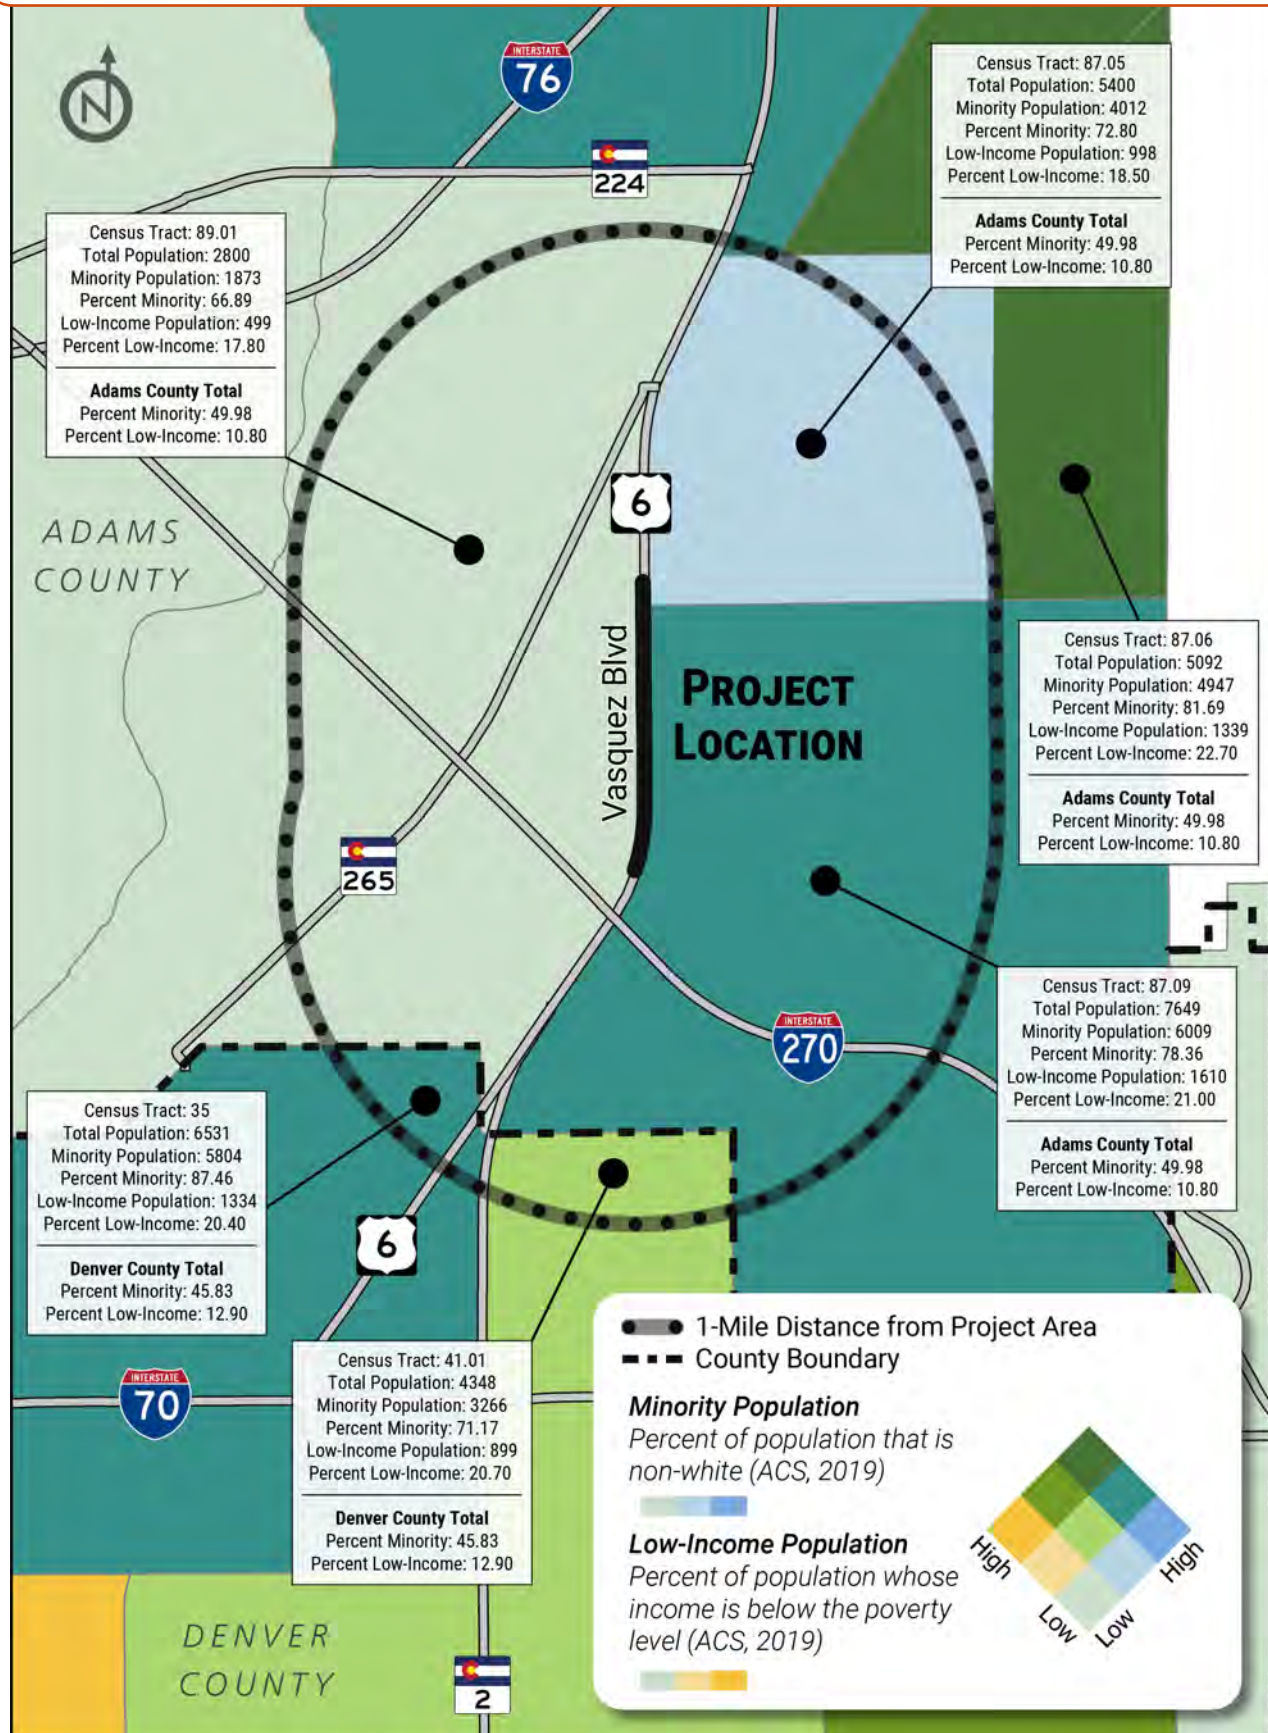 N
INTERSTATE
76
224
Census Tract: 87.05
Total Population: 5400
Minority Population: 4012
Percent Minority: 72.80
Low-Income Population: 998
Percent Low-Income: 18.50
Adams County Total
Percent Minority: 49.98
Percent Low-Income: 10.80
Census Tract: 89.01
Total Population: 2800
Minority Population: 1873
Percent Minority: 66.89
Low-Income Population: 499
Percent Low-Income: 17.80
Adams County Total
Percent Minority: 49.98
Percent Low-Income: 10.80
ADAMS
COUNTY
6
Vasquez Blvd
PROJECT
LOCATION
Census Tract: 87.06
Total Population: 5092
Minority Population: 4947
Percent Minority: 81.69
Low-Income Population: 1339
Percent Low-Income: 22.70
Adams County Total
Percent Minority: 49.98
Percent Low-Income: 10.80
265
INTERSTATE
270
Census Tract: 87.09
Total Population: 7649
Minority Population: 6009
Percent Minority: 78.36
Low-Income Population: 1610
Percent Low-Income: 21.00
Adams County Total
Percent Minority: 49.98
Percent Low-Income: 10.80
Census Tract: 35
Total Population: 6531
Minority Population: 5804
Percent Minority: 87.46
Low-Income Population: 1334
Percent Low-Income: 20.40
Denver County Total
Percent Minority: 45.83
Percent Low-Income: 12.90
6
INTERSTATE
70
Census Tract: 41.01
Total Population: 4348
Minority Population: 3266
Percent Minority: 71.17
Low-Income Population: 899
Percent Low-Income: 20.70
Denver County Total
Percent Minority: 45.83
Percent Low-Income: 12.90
DENVER
COUNTY
2
1-Mile Distance from Project Area
County Boundary
Minority Population
Percent of population that is
non-white (ACS, 2019)
Low-Income Population
Percent of population whose
income is below the poverty
level (ACS, 2019)
High
Low
Low
High